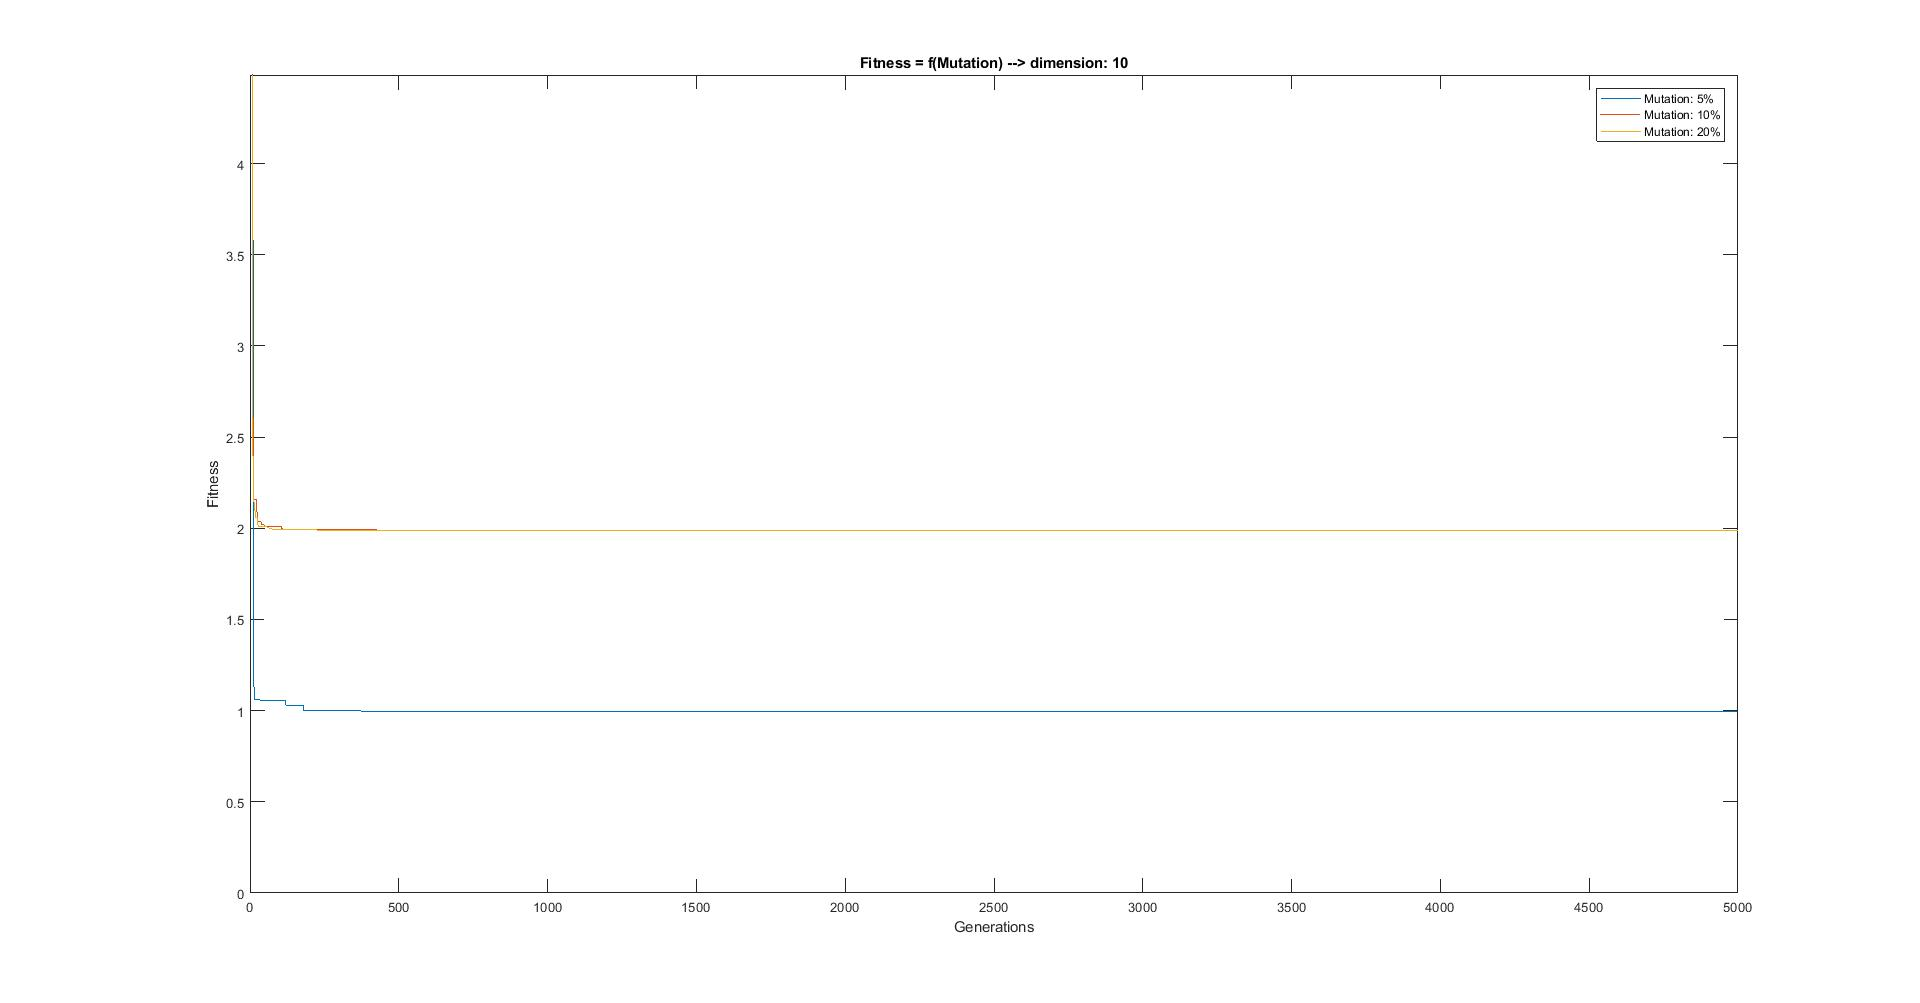 Fitness = f(Mutation) --> dimension: 10
Mutation: 5%
Mutation: 10%
Mutation: 20%
4
3.5
3
2.5
2
1.5
1
0.5
0
Fitness
0 500 1000 1500 2000 2500 3000 3500 4000 4500 5000
Generations